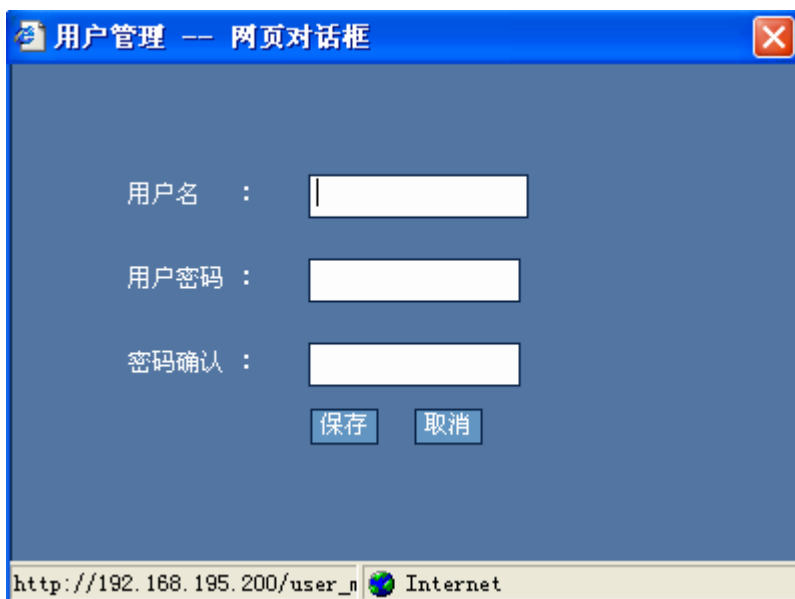 用户管理 -- 网页对话框
用户名 :
用户密码 :
密码确认 :
保存 取消
http://192.168.195.200/user_ Internet